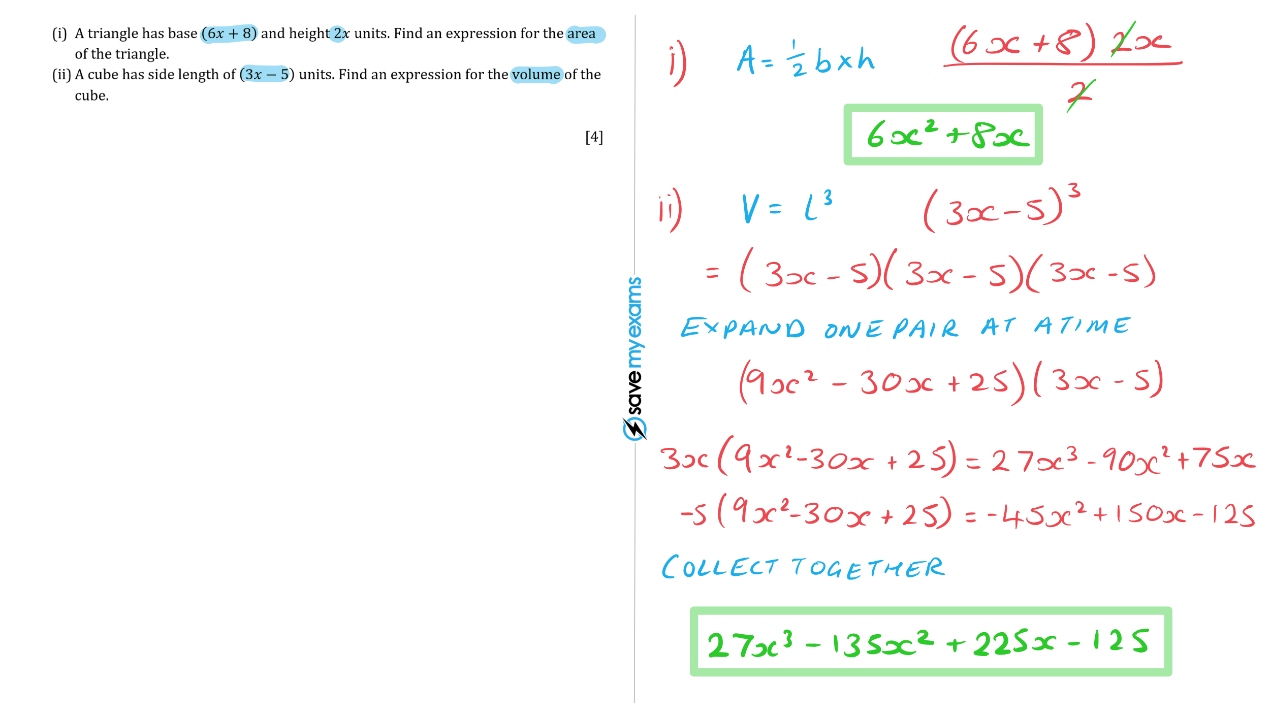 (i) A triangle has base (6x + 8) and height 2x units. Find an expression for the area
of the triangle.
(ii) A cube has side length of (3x − 5) units. Find an expression for the volume of the
cube.
[4]
save my exams
i) A = 1/2 b × h (6x + 8) 2x / 2
6x² + 8x
ii) V = l³ (3x − 5)³
= (3x − 5)(3x − 5)(3x − 5)
EXPAND ONE PAIR AT A TIME
(9x² − 30x + 25)(3x − 5)
3x(9x² − 30x + 25) = 27x³ − 90x² + 75x
−5(9x² − 30x + 25) = −45x² + 150x − 125
COLLECT TOGETHER
27x³ − 135x² + 225x − 125